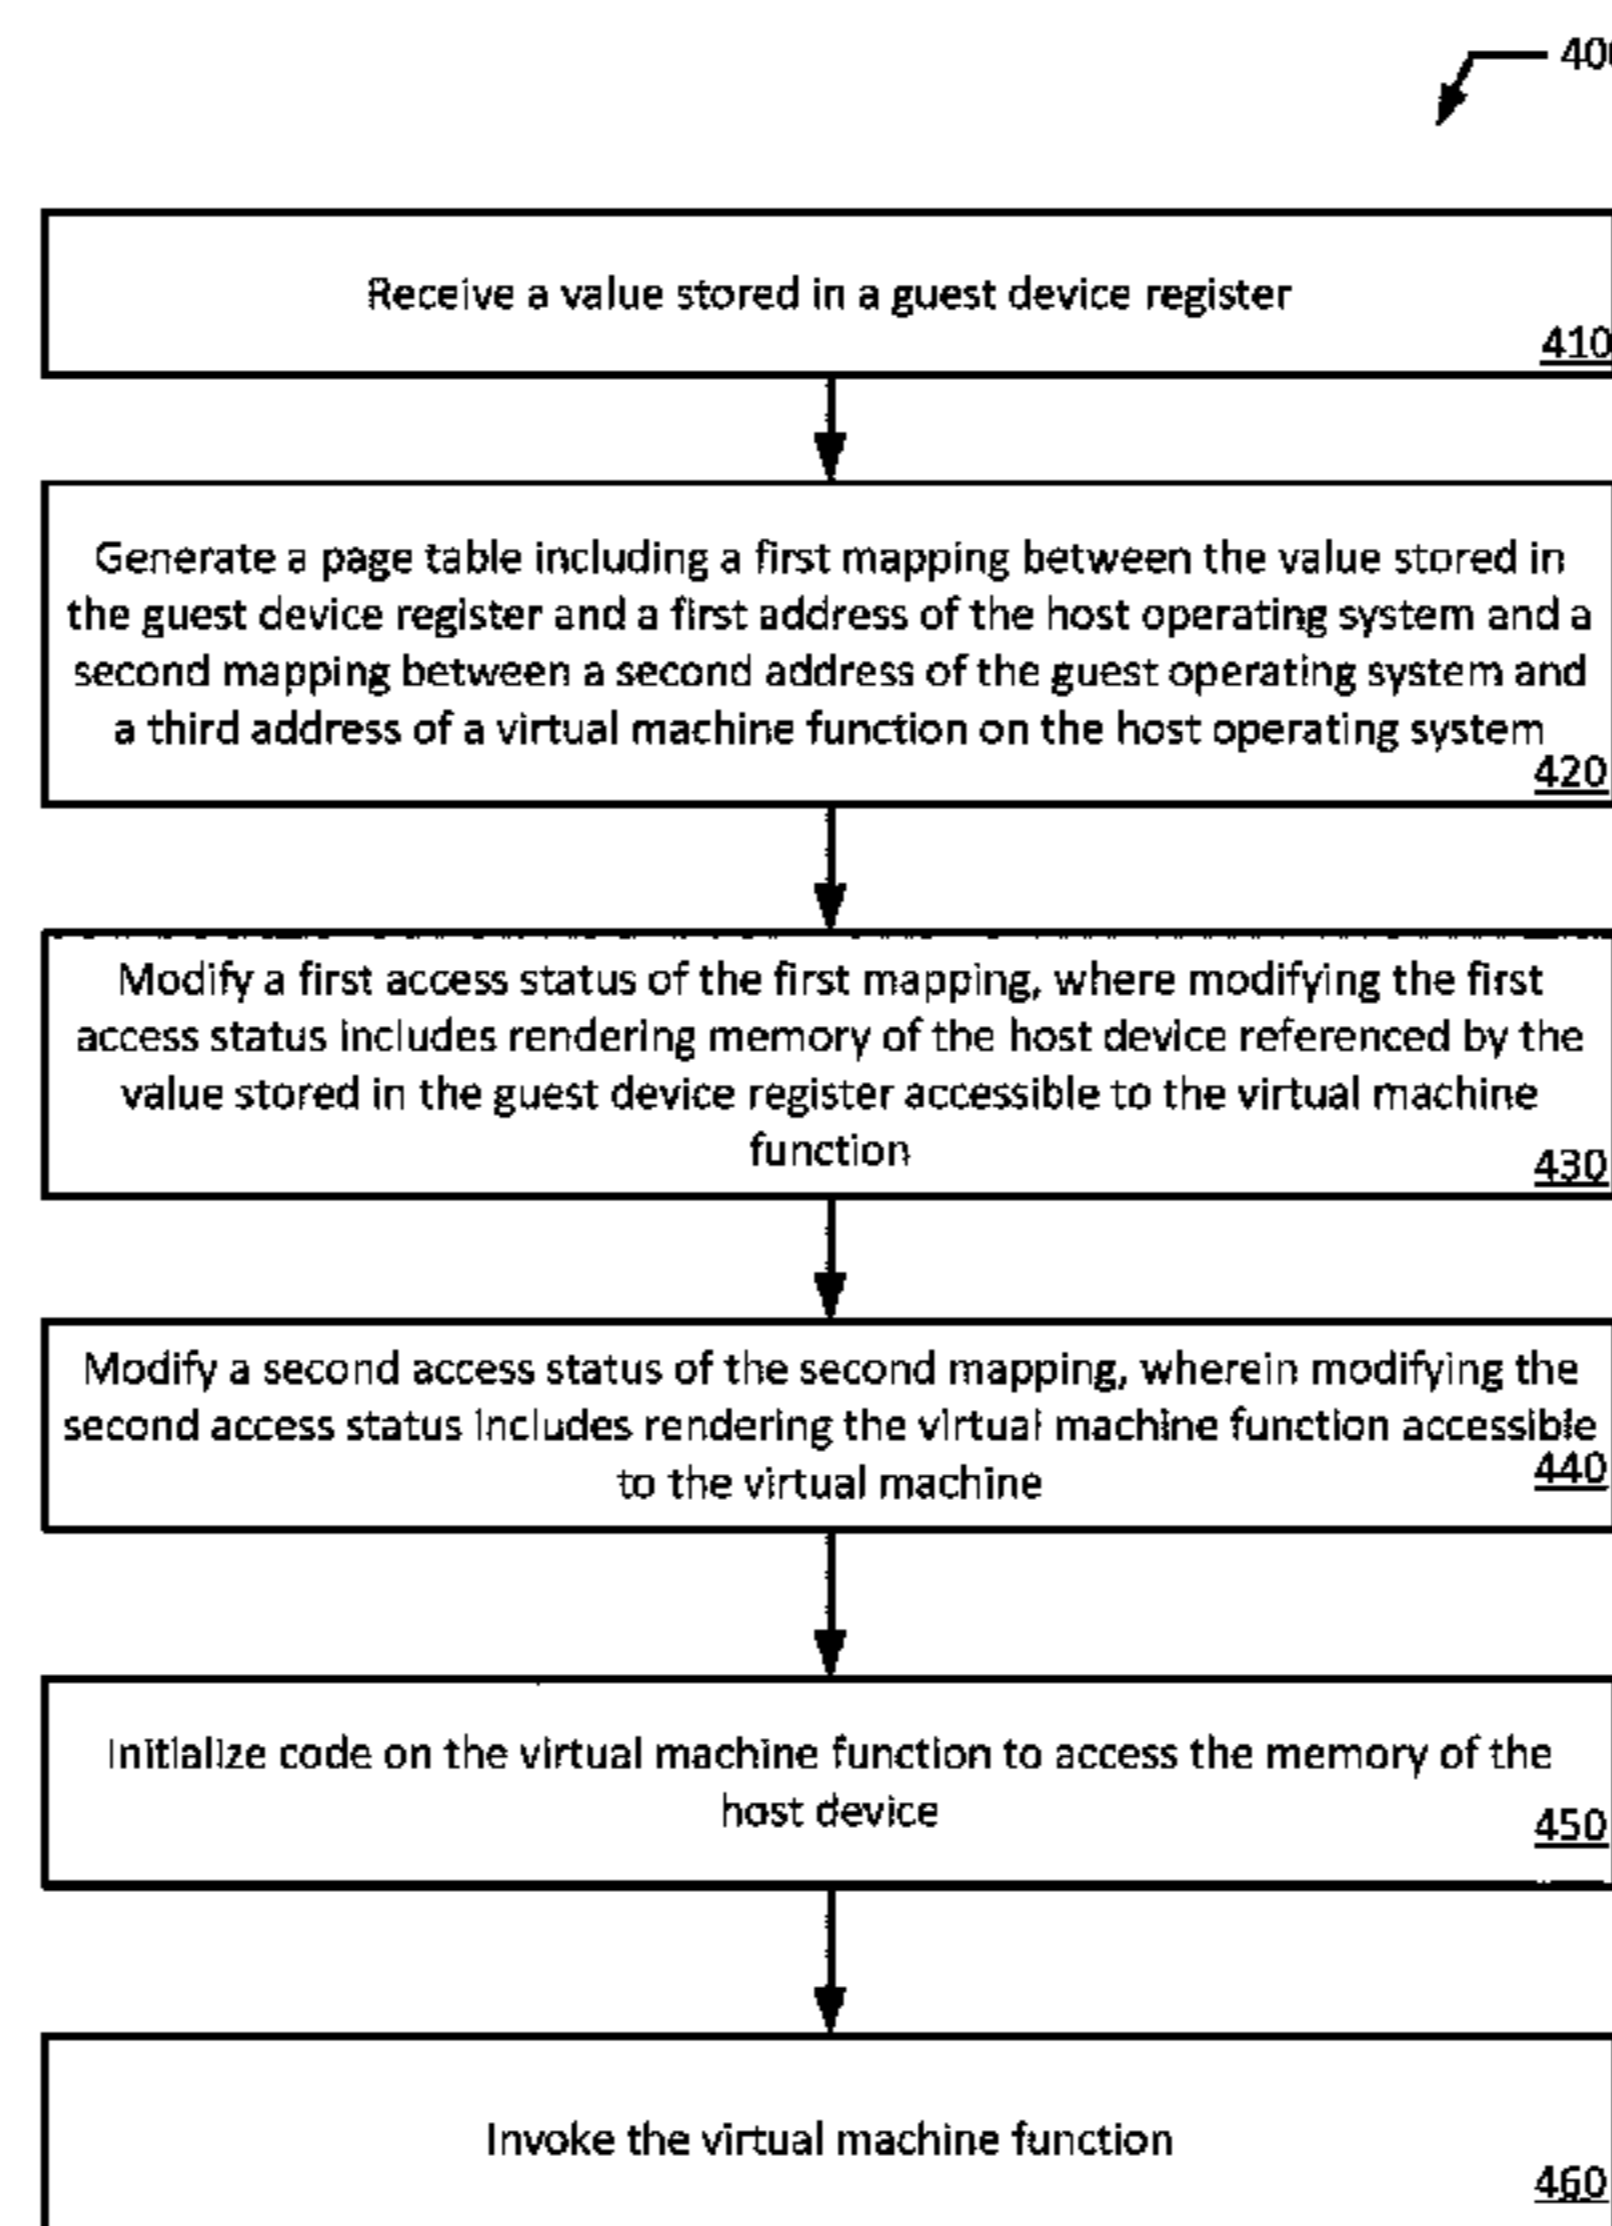 400
Receive a value stored in a guest device register
410
Generate a page table including a first mapping between the value stored in
the guest device register and a first address of the host operating system and a
second mapping between a second address of the guest operating system and
a third address of a virtual machine function on the host operating system
420
Modify a first access status of the first mapping, where modifying the first
access status includes rendering memory of the host device referenced by the
value stored in the guest device register accessible to the virtual machine
function
430
Modify a second access status of the second mapping, wherein modifying the
second access status includes rendering the virtual machine function accessible
to the virtual machine
440
Initialize code on the virtual machine function to access the memory of the
host device
450
Invoke the virtual machine function
460